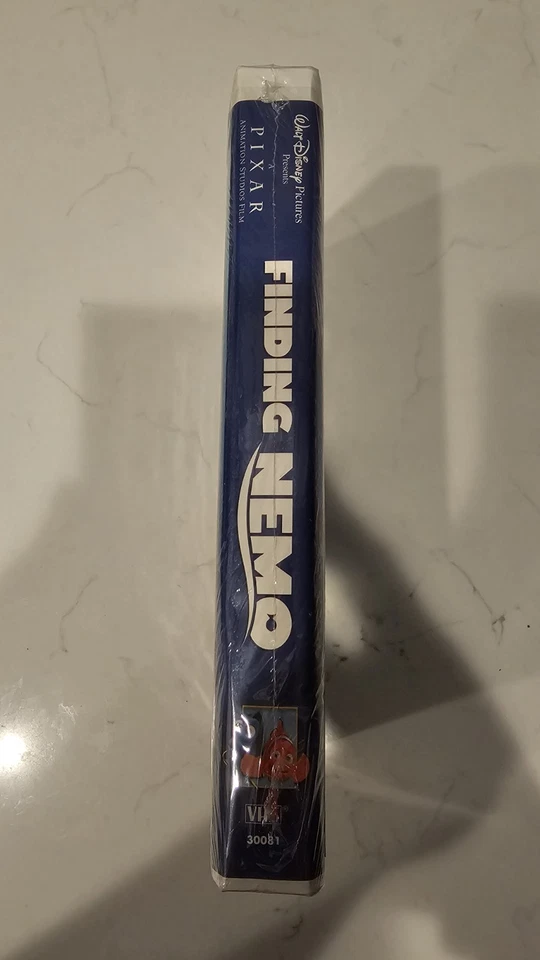 Walt Disney Pictures
Presents
A
PIXAR
ANIMATION STUDIOS FILM
FINDING NEMO
VHS
30081